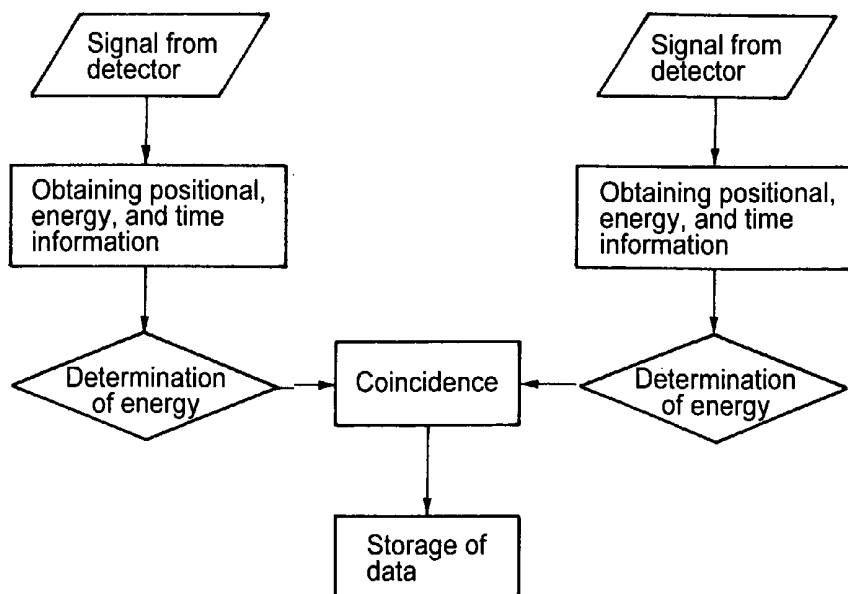 Signal from
detector
Signal from
detector
Obtaining positional,
energy, and time
information
Obtaining positional,
energy, and time
information
Determination
of energy
Coincidence
Determination
of energy
Storage of
data